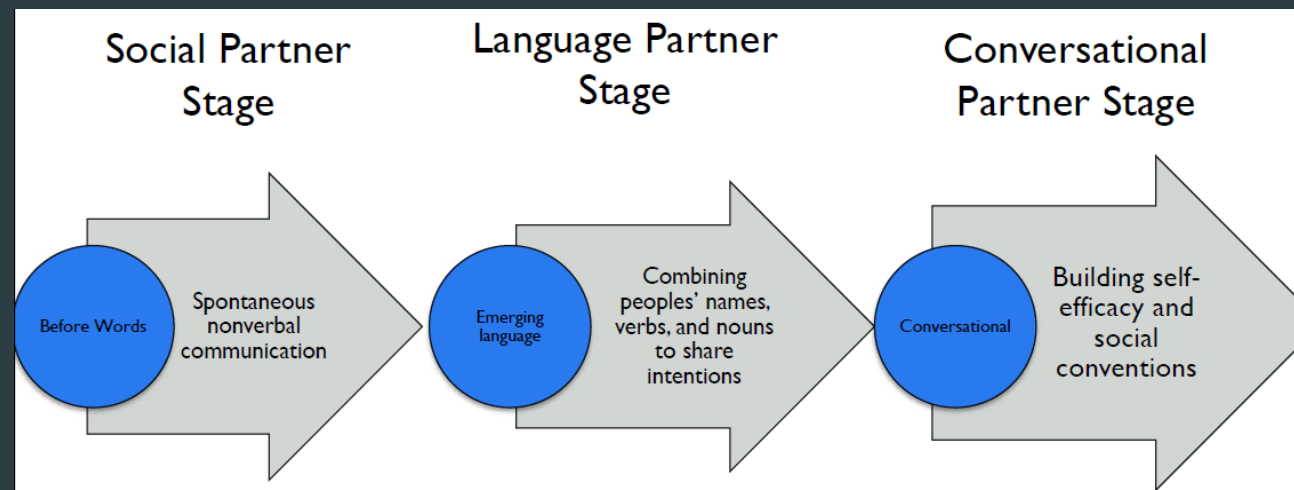 Social Partner
Stage
Language Partner
Stage
Conversational
Partner Stage
Before Words
Spontaneous
nonverbal
communication
Emerging
language
Combining
peoples’ names,
verbs, and nouns
to share
intentions
Conversational
Building self-
efficacy and
social
conventions